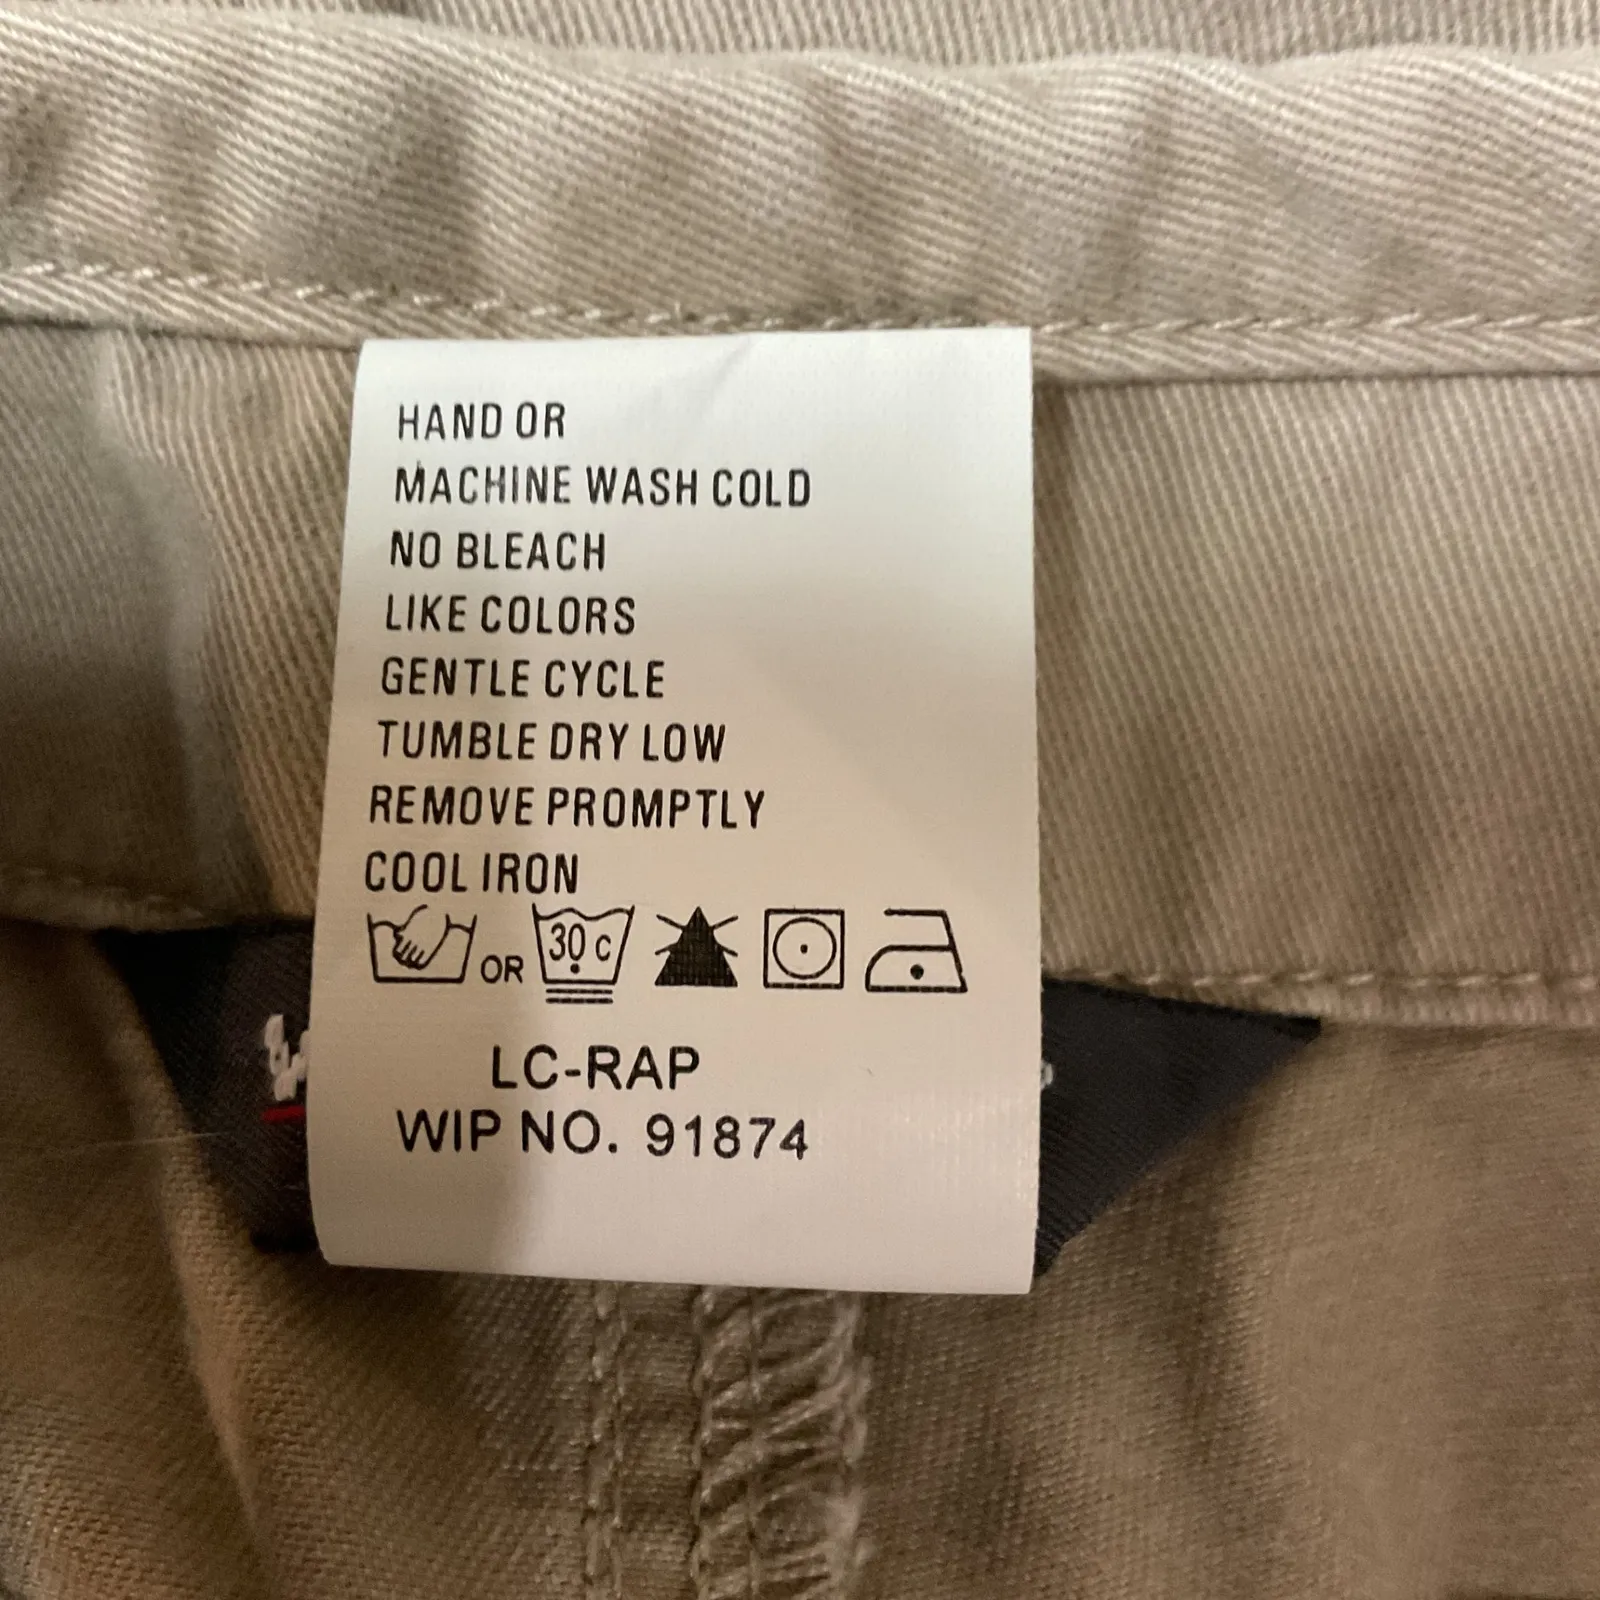 HAND OR
MACHINE WASH COLD
NO BLEACH
LIKE COLORS
GENTLE CYCLE
TUMBLE DRY LOW
REMOVE PROMPTLY
COOL IRON
OR 30 C
LC-RAP
WIP NO. 91874